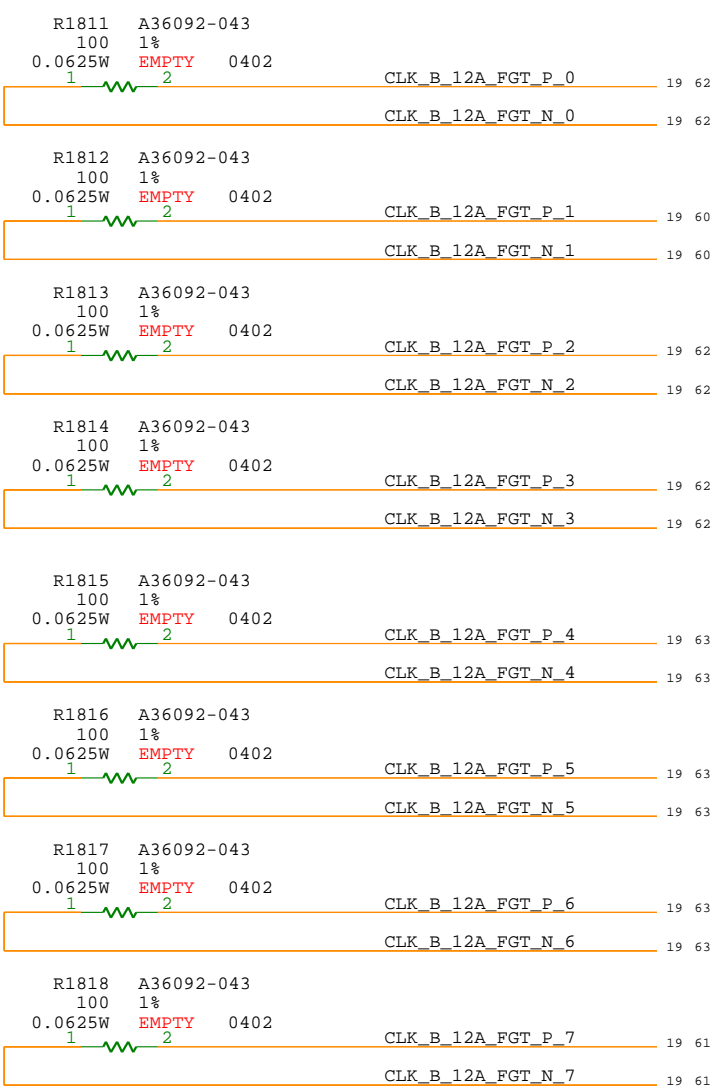 R1811 A36092-043
100 1%
0.0625W EMPTY 0402
1 2 CLK_B_12A_FGT_P_0 19 62
CLK_B_12A_FGT_N_0 19 62
R1812 A36092-043
100 1%
0.0625W EMPTY 0402
1 2 CLK_B_12A_FGT_P_1 19 60
CLK_B_12A_FGT_N_1 19 60
R1813 A36092-043
100 1%
0.0625W EMPTY 0402
1 2 CLK_B_12A_FGT_P_2 19 62
CLK_B_12A_FGT_N_2 19 62
R1814 A36092-043
100 1%
0.0625W EMPTY 0402
1 2 CLK_B_12A_FGT_P_3 19 62
CLK_B_12A_FGT_N_3 19 62
R1815 A36092-043
100 1%
0.0625W EMPTY 0402
1 2 CLK_B_12A_FGT_P_4 19 63
CLK_B_12A_FGT_N_4 19 63
R1816 A36092-043
100 1%
0.0625W EMPTY 0402
1 2 CLK_B_12A_FGT_P_5 19 63
CLK_B_12A_FGT_N_5 19 63
R1817 A36092-043
100 1%
0.0625W EMPTY 0402
1 2 CLK_B_12A_FGT_P_6 19 63
CLK_B_12A_FGT_N_6 19 63
R1818 A36092-043
100 1%
0.0625W EMPTY 0402
1 2 CLK_B_12A_FGT_P_7 19 61
CLK_B_12A_FGT_N_7 19 61